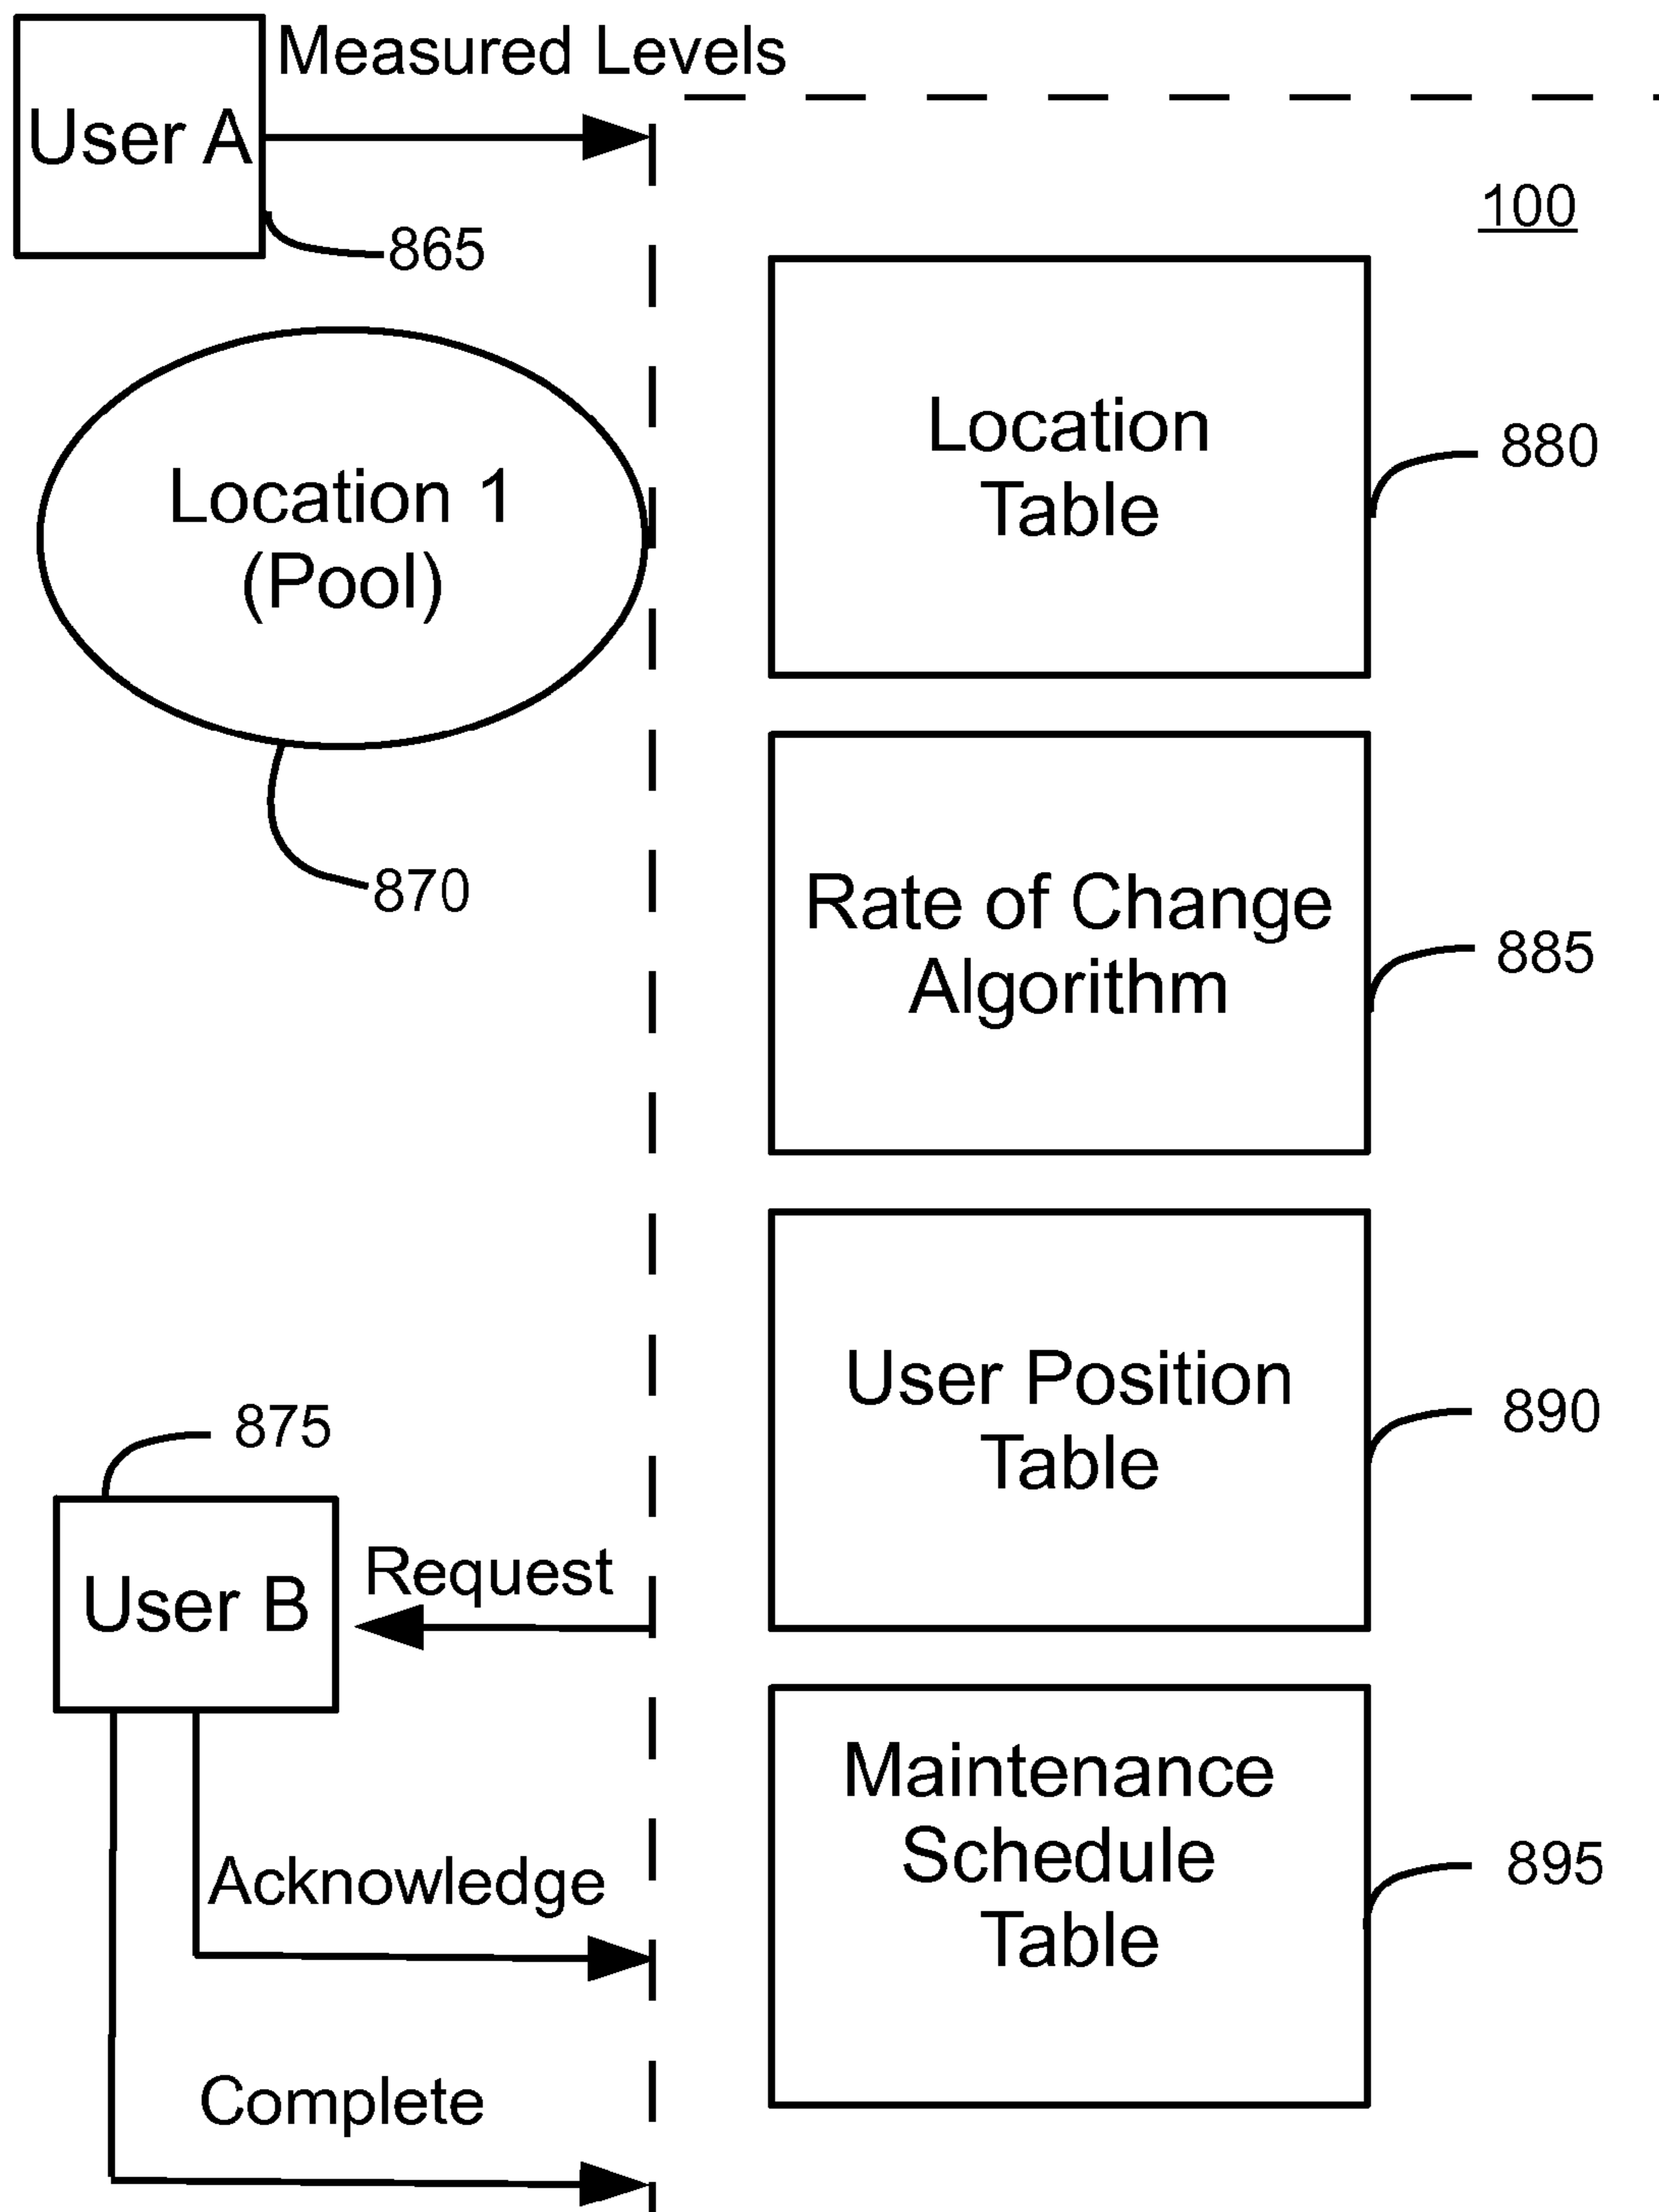 Measured Levels
User A
865
100
Location 1
(Pool)
870
Location
Table
880
Rate of Change
Algorithm
885
User Position
Table
890
875
User B
Request
Acknowledge
Complete
Maintenance
Schedule
Table
895